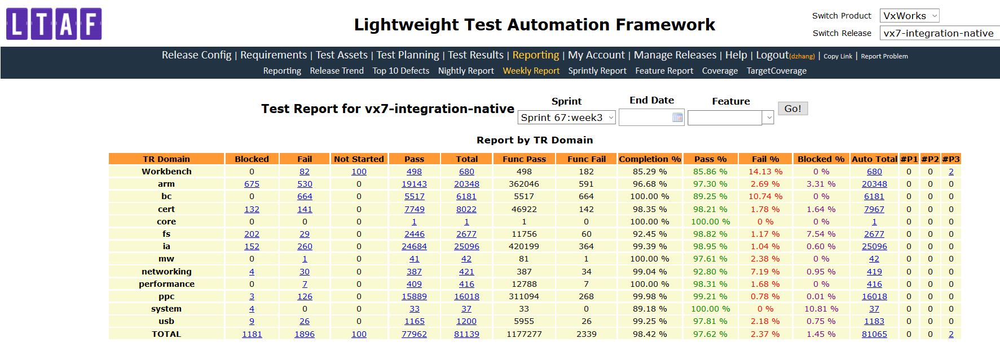 LTAF
Lightweight Test Automation Framework
Switch Product VxWorks
Switch Release vx7-integration-native
Release Config | Requirements | Test Assets | Test Planning | Test Results | Reporting | My Account | Manage Releases | Help | Logout(dzhang) | Copy Link | Report Problem
Reporting Release Trend Top 10 Defects Nightly Report Weekly Report Sprintly Report Feature Report Coverage TargetCoverage
Sprint End Date Feature
Test Report for vx7-integration-native Sprint 67:week3 Go!
Report by TR Domain
TR Domain Blocked Fail Not Started Pass Total Func Pass Func Fail Completion % Pass % Fail % Blocked % Auto Total #P1 #P2 #P3
Workbench 0 82 100 498 680 498 182 85.29 % 85.86 % 14.13 % 0 % 680 0 0 2
arm 675 530 0 19143 20348 362046 591 96.68 % 97.30 % 2.69 % 3.31 % 20348 0 0 0
bc 0 664 0 5517 6181 5517 664 100.00 % 89.25 % 10.74 % 0 % 6181 0 0 0
cert 132 141 0 7749 8022 46922 142 98.35 % 98.21 % 1.78 % 1.64 % 7967 0 0 0
core 0 0 0 1 1 1 0 100.00 % 100.00 % 0 % 0 % 1 0 0 0
fs 202 29 0 2446 2677 11756 60 92.45 % 98.82 % 1.17 % 7.54 % 2677 0 0 0
ia 152 260 0 24684 25096 420199 364 99.39 % 98.95 % 1.04 % 0.60 % 25096 0 0 0
mw 0 1 0 41 42 81 1 100.00 % 97.61 % 2.38 % 0 % 42 0 0 0
networking 4 30 0 387 421 387 34 99.04 % 92.80 % 7.19 % 0.95 % 419 0 0 0
performance 0 7 0 409 416 12788 7 100.00 % 98.31 % 1.68 % 0 % 416 0 0 0
ppc 3 126 0 15889 16018 311094 268 99.98 % 99.21 % 0.78 % 0.01 % 16018 0 0 0
system 4 0 0 33 37 33 0 89.18 % 100.00 % 0 % 10.81 % 37 0 0 0
usb 9 26 0 1165 1200 5955 26 99.25 % 97.81 % 2.18 % 0.75 % 1183 0 0 0
TOTAL 1181 1896 100 77962 81139 1177277 2339 98.42 % 97.62 % 2.37 % 1.45 % 81065 0 0 2